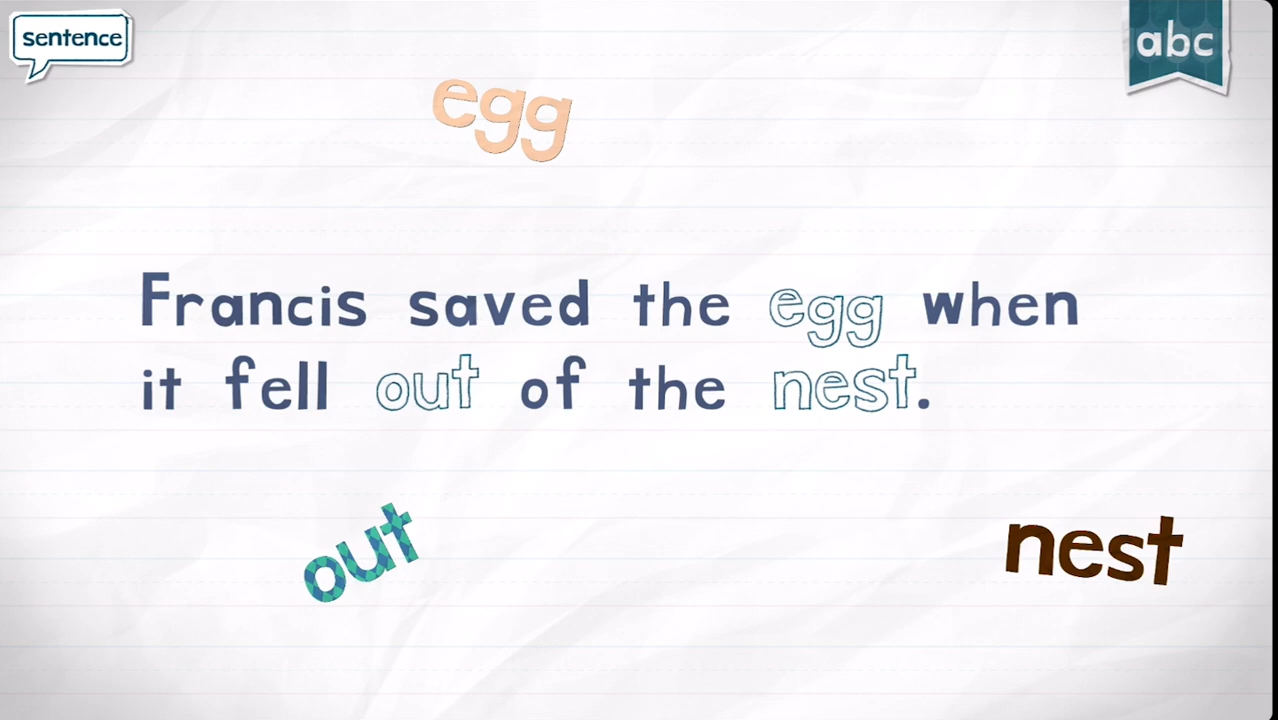 sentence
abc
egg
Francis saved the egg when
it fell out of the nest.
out
nest